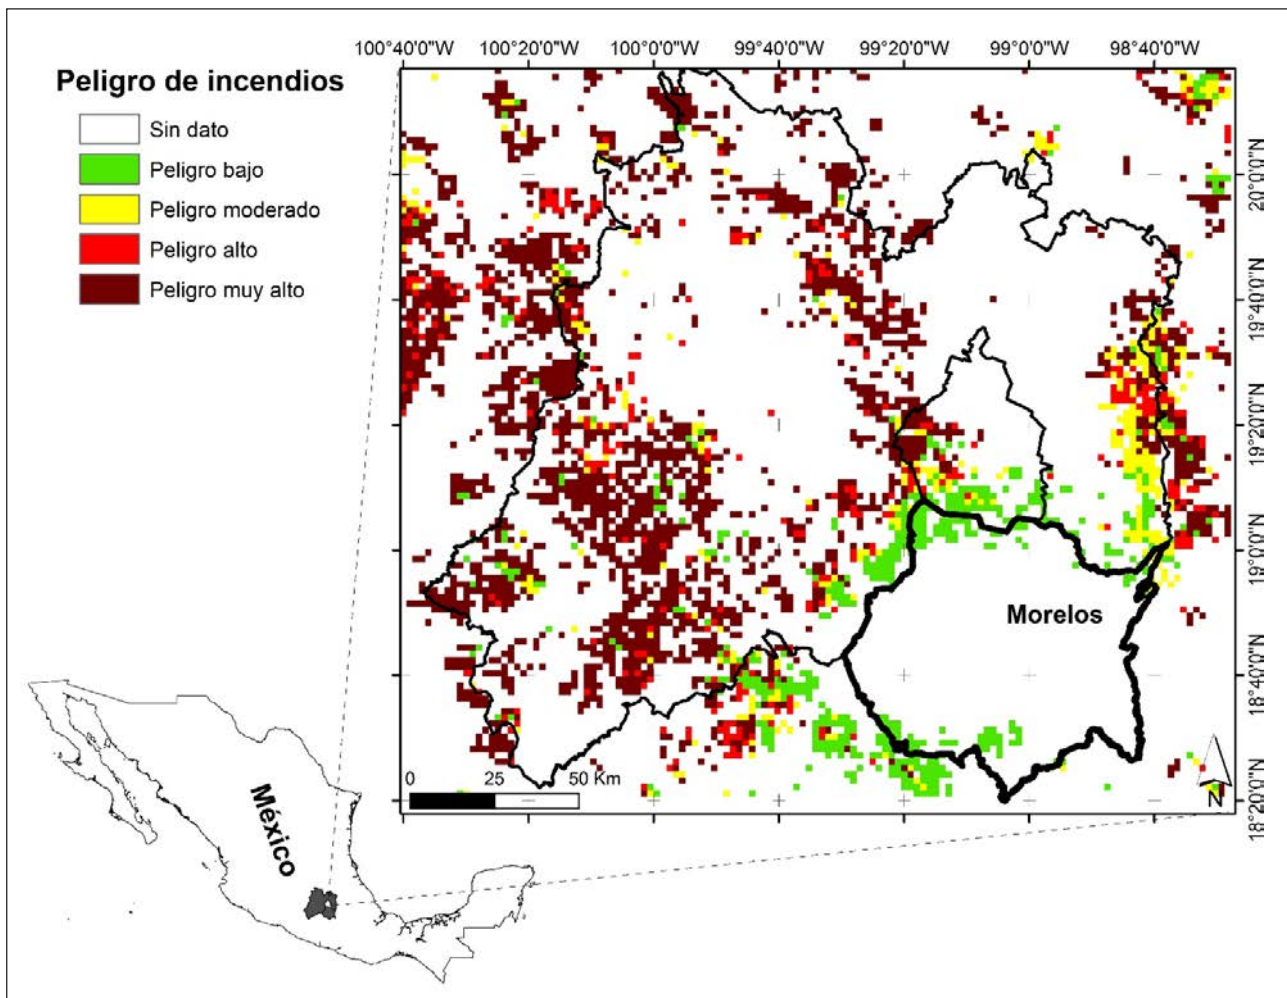 100°40'0"W 100°20'0"W 100°0'0"W 99°40'0"W 99°20'0"W 99°0'0"W 98°40'0"W
Peligro de incendios
Sin dato
Peligro bajo
Peligro moderado
Peligro alto
Peligro muy alto
20°0'0"N
19°40'0"N
19°20'0"N
19°0'0"N
18°40'0"N
18°20'0"N
Morelos
0 25 50 Km
N
México